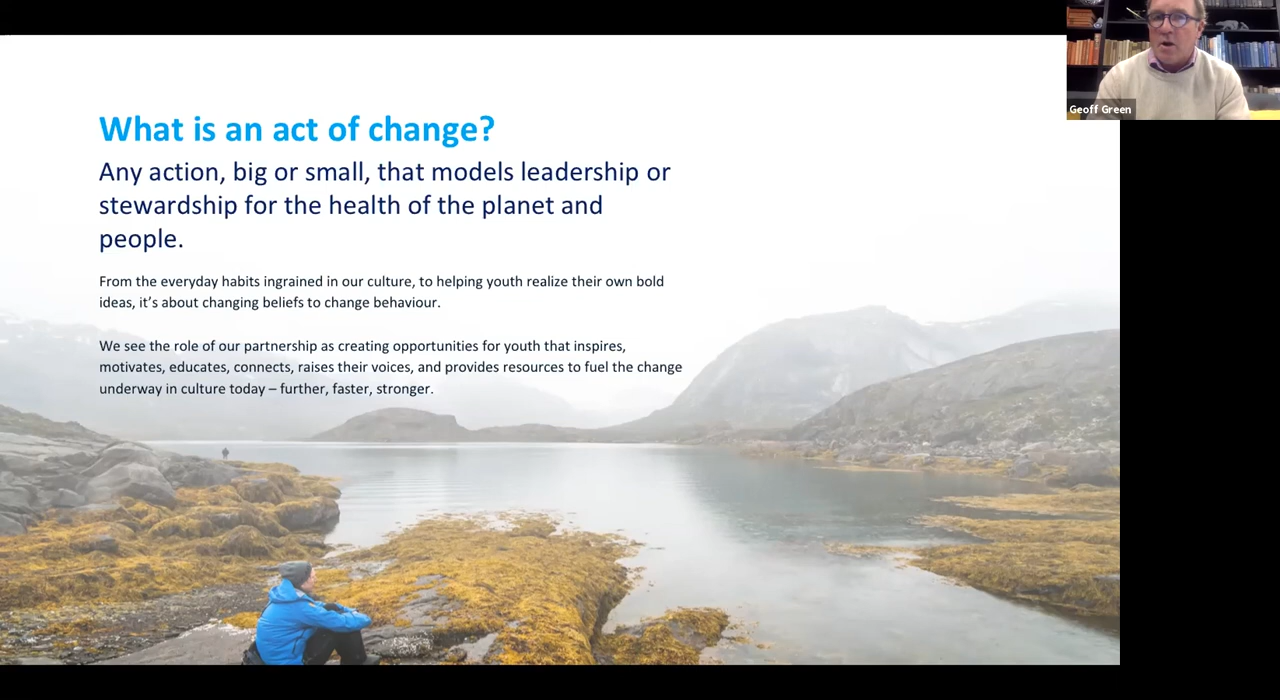 Geoff Green
What is an act of change?
Any action, big or small, that models leadership or
stewardship for the health of the planet and
people.
From the everyday habits ingrained in our culture, to helping youth realize their own bold
ideas, it’s about changing beliefs to change behaviour.
We see the role of our partnership as creating opportunities for youth that inspires,
motivates, educates, connects, raises their voices, and provides resources to fuel the change
underway in culture today – further, faster, stronger.